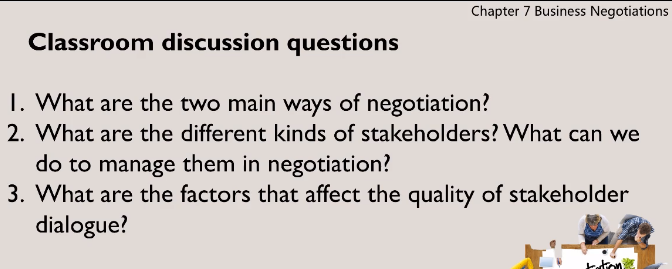 Chapter 7 Business Negotiations
Classroom discussion questions
1. What are the two main ways of negotiation?
2. What are the different kinds of stakeholders? What can we
do to manage them in negotiation?
3. What are the factors that affect the quality of stakeholder
dialogue?